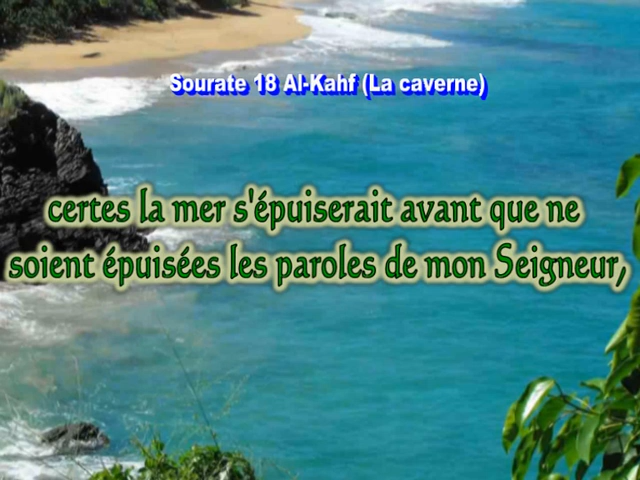 Sourate 18 Al-Kahf (La caverne)
certes la mer s'épuiserait avant que ne
soient épuisées les paroles de mon Seigneur,